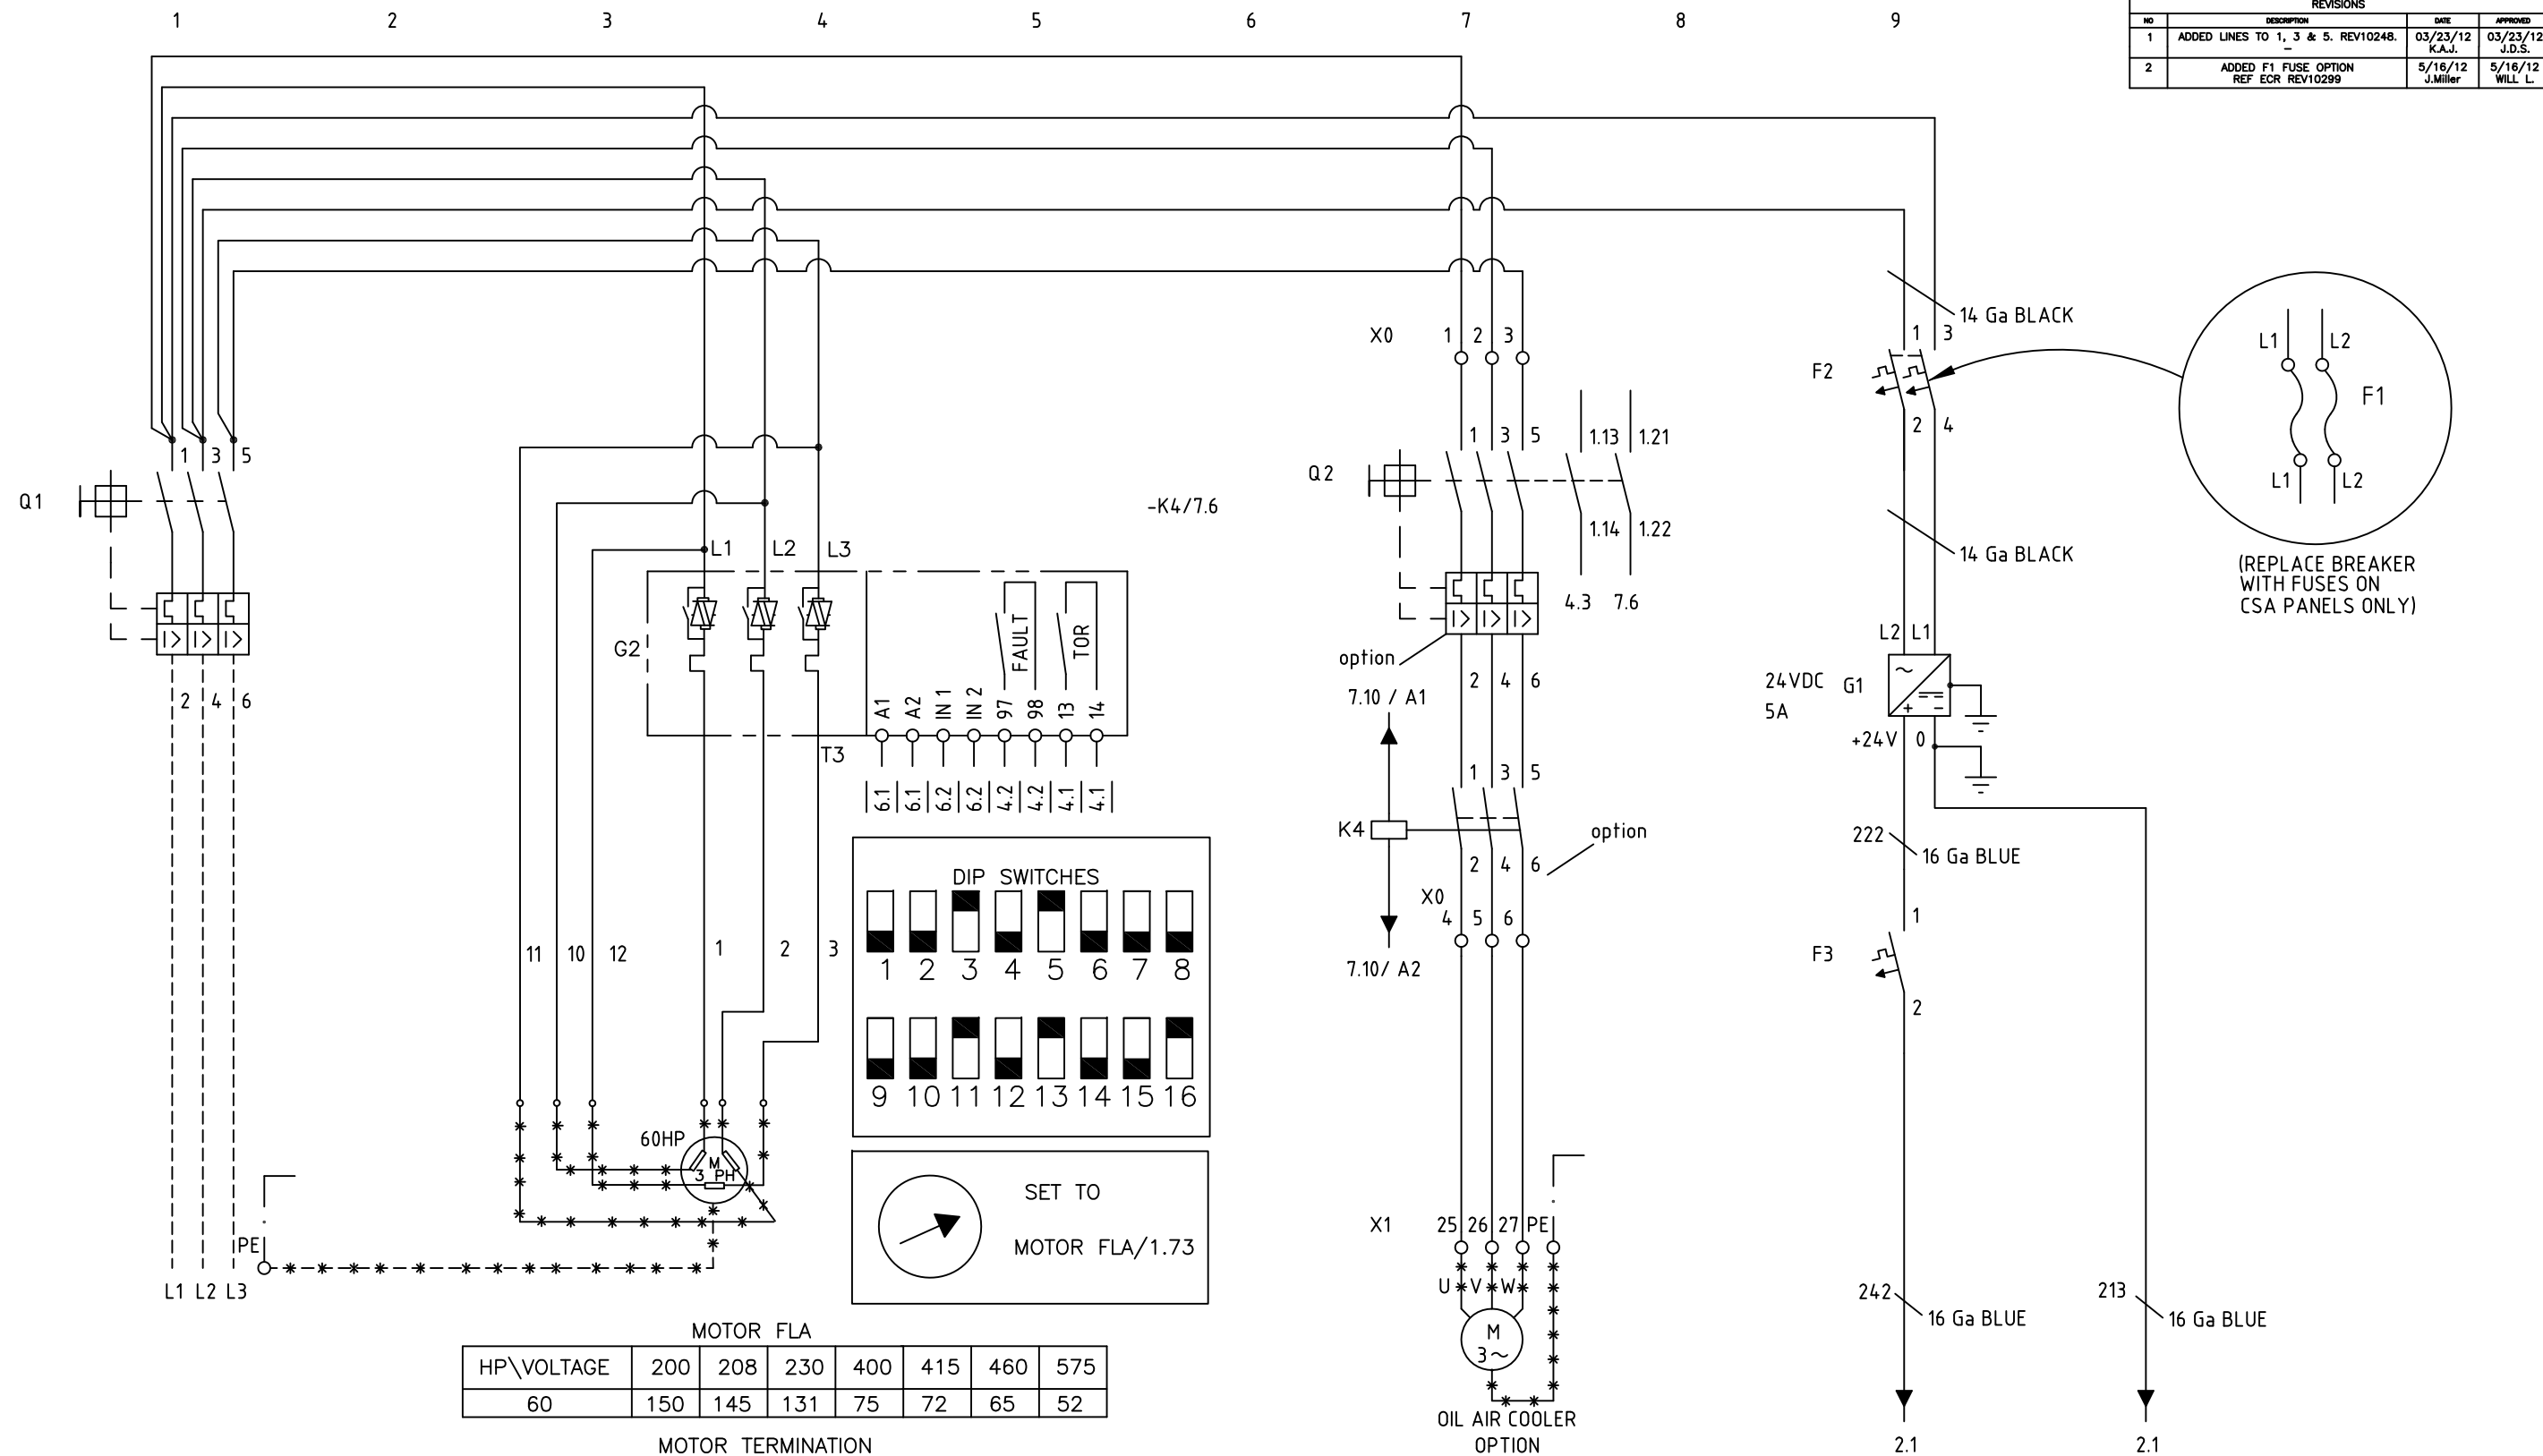 1 2 3 4 5 6 7 8 9
REVISIONS
NO DESCRIPTION DATE APPROVED
1 ADDED LINES TO 1, 3 & 5. REV10248. 03/23/12 03/23/12
– K.A.J. J.D.S.
2 ADDED F1 FUSE OPTION 5/16/12 5/16/12
REF ECR REV10299 J.Miller WILL L.
Q1
1 3 5
2 4 6
L1 L2 L3
PE
L1 L2 L3
G2
T3
FAULT
TOR
A1 A2 IN 1 IN 2 97 98 13 14
6.1 6.1 6.2 6.2 4.2 4.2 4.1 4.1
-K4/7.6
11 10 12 1 2 3
60HP
M
3 PH
DIP SWITCHES
1 2 3 4 5 6 7 8
9 10 11 12 13 14 15 16
SET TO
MOTOR FLA/1.73
MOTOR FLA
HP\VOLTAGE 200 208 230 400 415 460 575
60 150 145 131 75 72 65 52
MOTOR TERMINATION
X0 1 2 3
Q2
1 3 5
1.13 1.21
1.14 1.22
4.3 7.6
option
2 4 6
7.10 / A1
1 3 5
K4
option
2 4 6
X0
4 5 6
7.10/ A2
X1 25 26 27 PE
U V W
M
3~
OIL AIR COOLER
OPTION
14 Ga BLACK
1 3
F2
2 4
14 Ga BLACK
L1 L2
F1
L1 L2
(REPLACE BREAKER
WITH FUSES ON
CSA PANELS ONLY)
L2 L1
24VDC G1
5A
~
+ -
+24V 0
222
16 Ga BLUE
1
F3
2
242
16 Ga BLUE
213
16 Ga BLUE
2.1 2.1